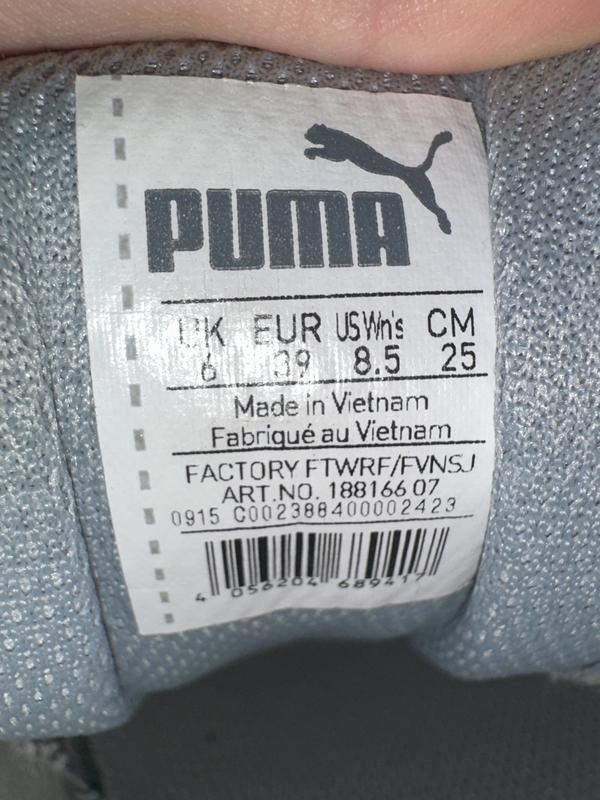 PUMA
UK EUR US Wn's CM
6 39 8.5 25
Made in Vietnam
Fabriqué au Vietnam
FACTORY FTWRF/FVNSJ
ART.NO. 188166 07
0915 C002388400002423
4 056204 689417